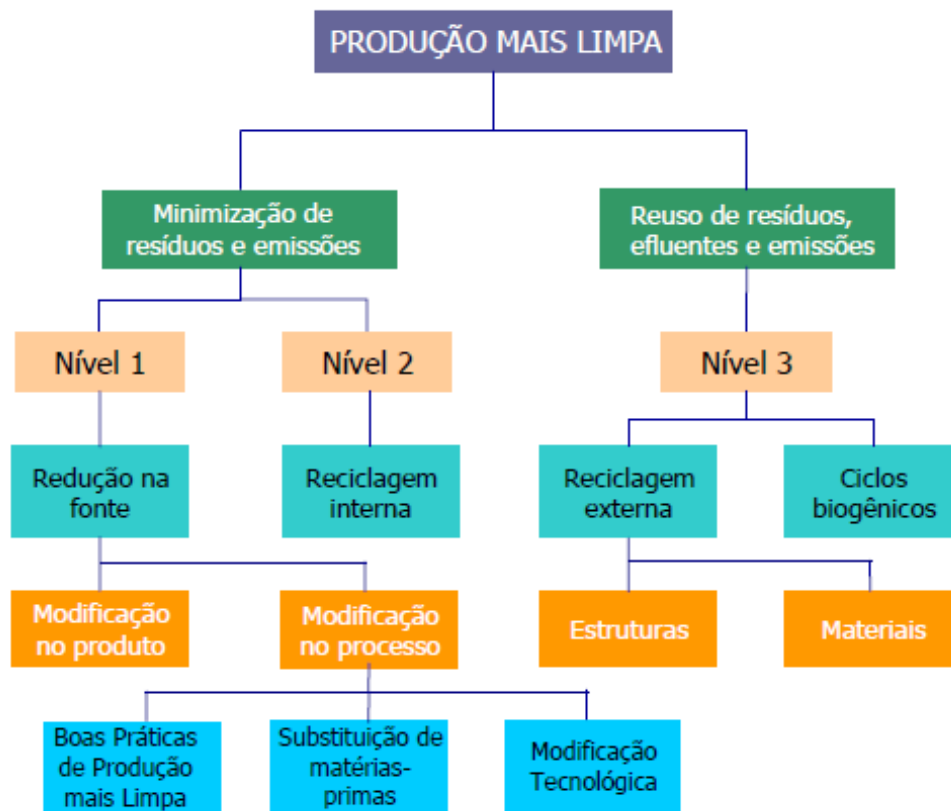 PRODUÇÃO MAIS LIMPA
Minimização de
resíduos e emissões
Reuso de resíduos,
efluentes e emissões
Nível 1
Nível 2
Nível 3
Redução na
fonte
Reciclagem
interna
Reciclagem
externa
Ciclos
biogênicos
Modificação
no produto
Modificação
no processo
Estruturas
Materiais
Boas Práticas
de Produção
mais Limpa
Substituição de
matérias-
primas
Modificação
Tecnológica